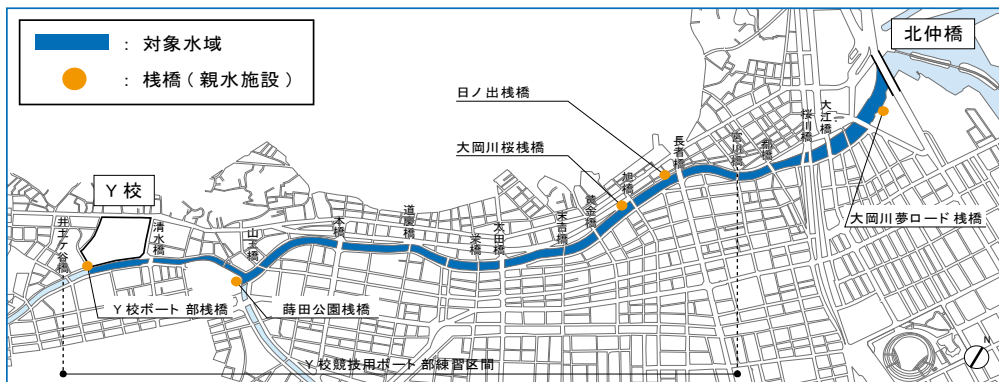 ： 対象水域
： 桟橋（親水施設）
北仲橋
日ノ出桟橋
大岡川桜桟橋
大江橋
桜川橋
都橋
宮川橋
長者橋
旭橋
黄金橋
末吉橋
太田橋
栄橋
道慶橋
本橋
山王橋
清水橋
井土ヶ谷橋
Y校
大岡川夢ロード桟橋
Y校ボート部桟橋
蒔田公園桟橋
Y校競技用ボート部練習区間
N